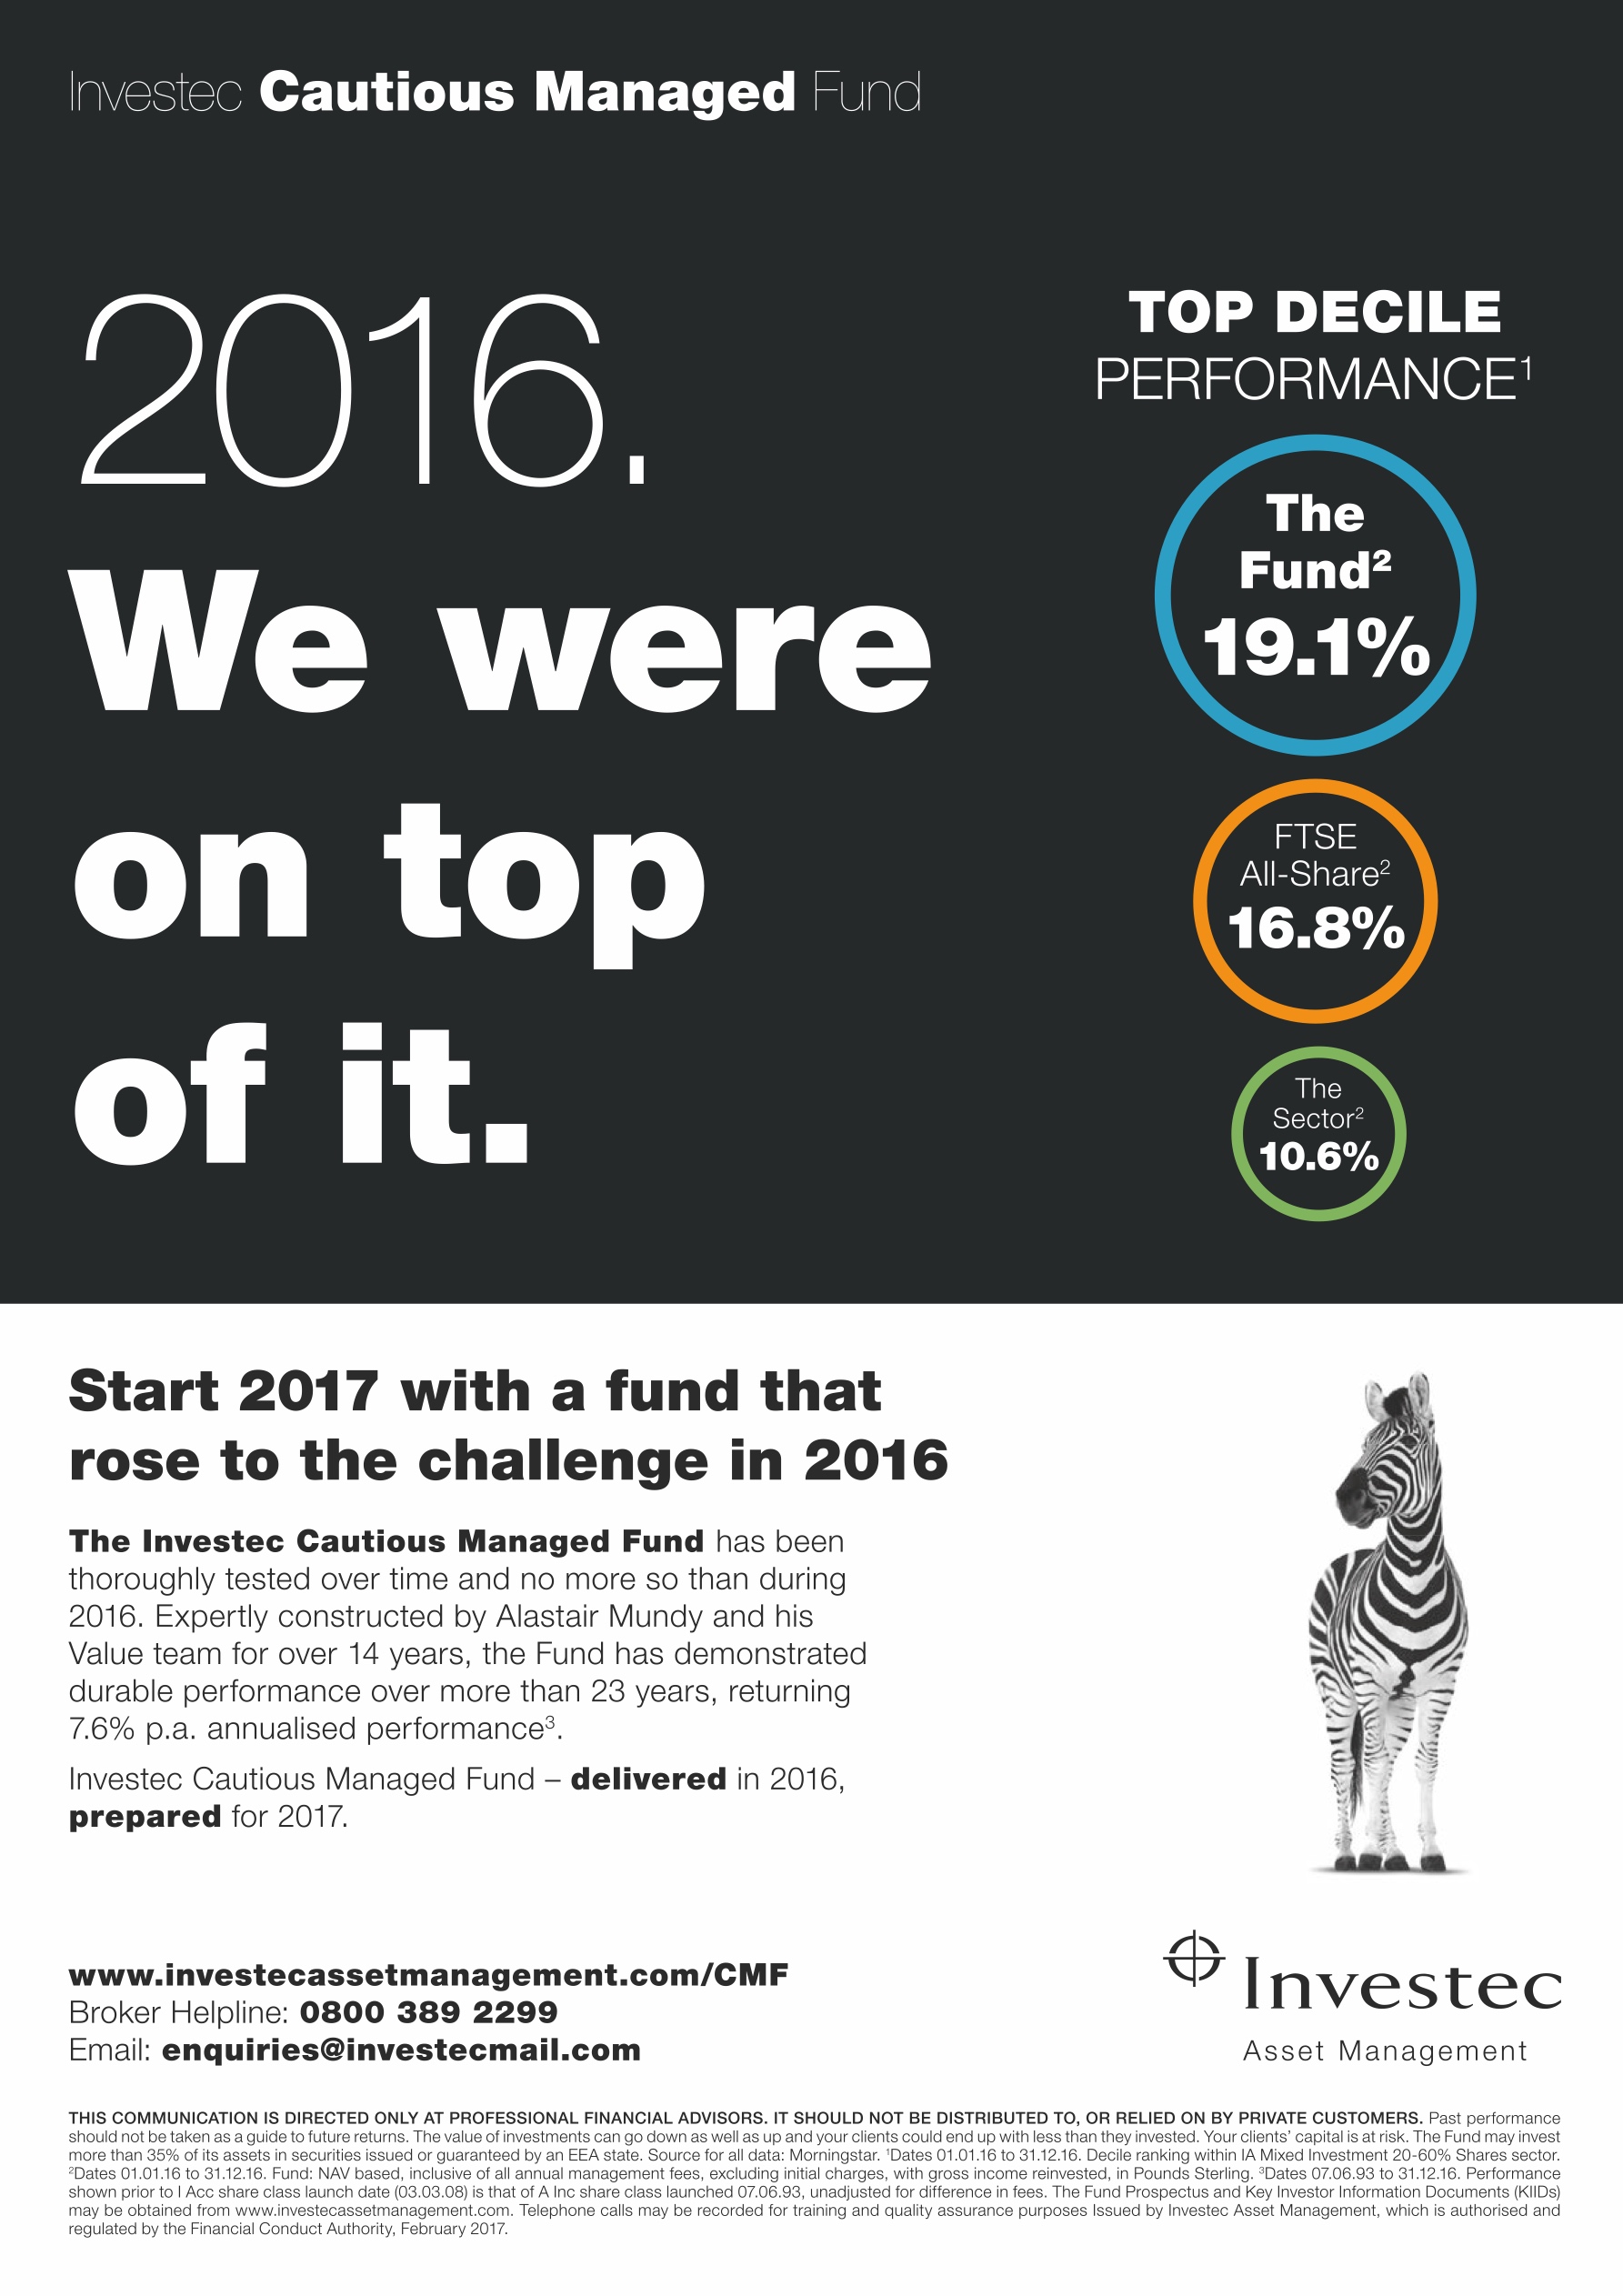 Investec Cautious Managed Fund
2016.
We were
on top
of it.
TOP DECILE
PERFORMANCE¹
The
Fund²
19.1%
FTSE
All-Share²
16.8%
The
Sector²
10.6%
Start 2017 with a fund that
rose to the challenge in 2016
The Investec Cautious Managed Fund has been
thoroughly tested over time and no more so than during
2016. Expertly constructed by Alastair Mundy and his
Value team for over 14 years, the Fund has demonstrated
durable performance over more than 23 years, returning
7.6% p.a. annualised performance³.
Investec Cautious Managed Fund – delivered in 2016,
prepared for 2017.
www.investecassetmanagement.com/CMF
Broker Helpline: 0800 389 2299
Email: enquiries@investecmail.com
Investec
Asset Management
THIS COMMUNICATION IS DIRECTED ONLY AT PROFESSIONAL FINANCIAL ADVISORS. IT SHOULD NOT BE DISTRIBUTED TO, OR RELIED ON BY PRIVATE CUSTOMERS. Past performance
should not be taken as a guide to future returns. The value of investments can go down as well as up and your clients could end up with less than they invested. Your clients' capital is at risk. The Fund may invest
more than 35% of its assets in securities issued or guaranteed by an EEA state. Source for all data: Morningstar. ¹Dates 01.01.16 to 31.12.16. Decile ranking within IA Mixed Investment 20-60% Shares sector.
²Dates 01.01.16 to 31.12.16. Fund: NAV based, inclusive of all annual management fees, excluding initial charges, with gross income reinvested, in Pounds Sterling. ³Dates 07.06.93 to 31.12.16. Performance
shown prior to I Acc share class launch date (03.03.08) is that of A Inc share class launched 07.06.93, unadjusted for difference in fees. The Fund Prospectus and Key Investor Information Documents (KIIDs)
may be obtained from www.investecassetmanagement.com. Telephone calls may be recorded for training and quality assurance purposes Issued by Investec Asset Management, which is authorised and
regulated by the Financial Conduct Authority, February 2017.